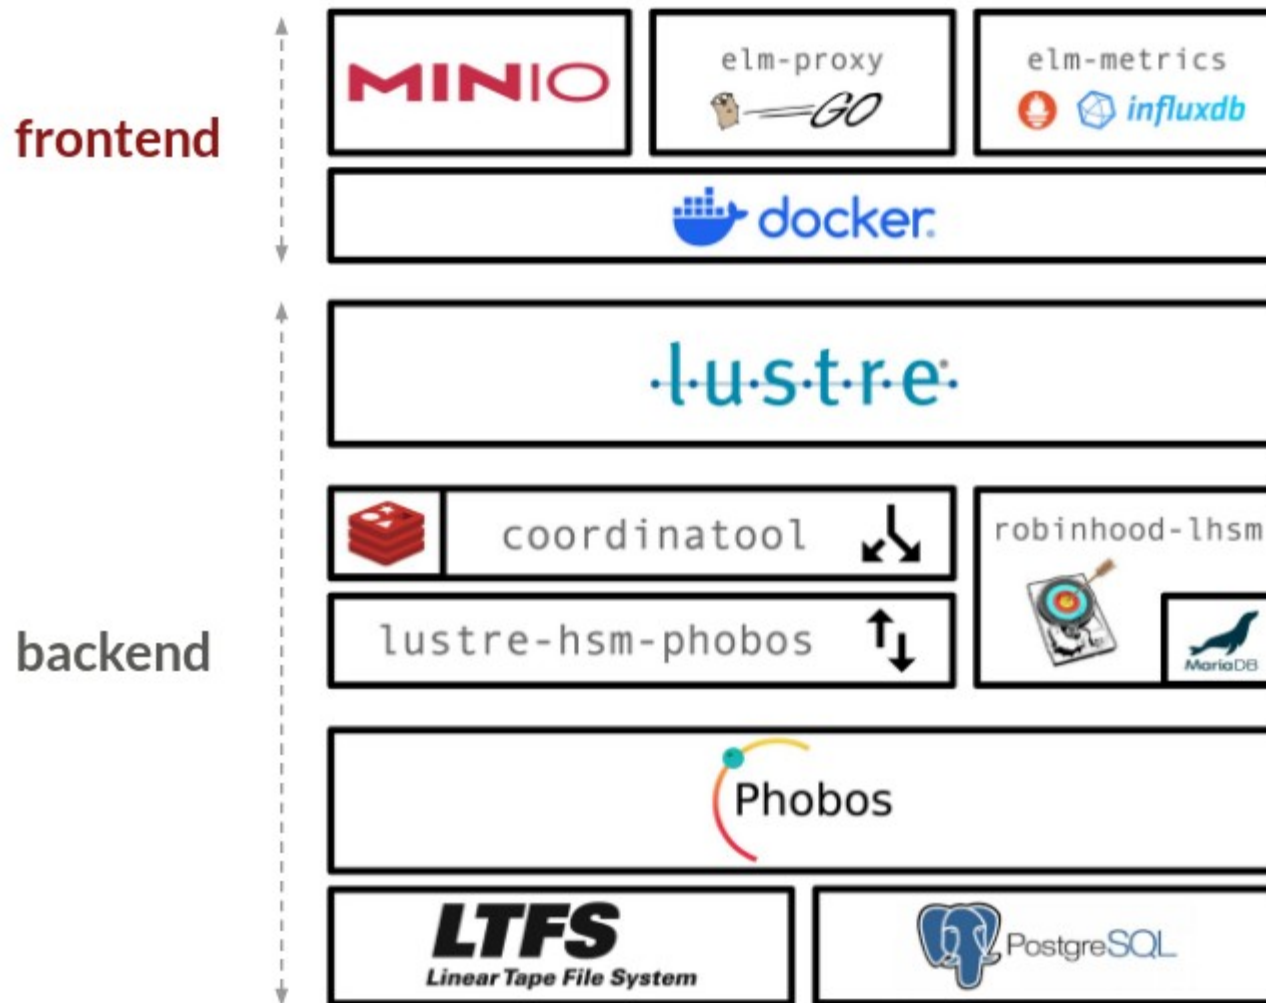 MINIO
elm-proxy
GO
elm-metrics
influxdb
frontend
docker
lustre
coordinatool
robinhood-lhsm
lustre-hsm-phobos
MariaDB
backend
Phobos
LTFS
Linear Tape File System
PostgreSQL